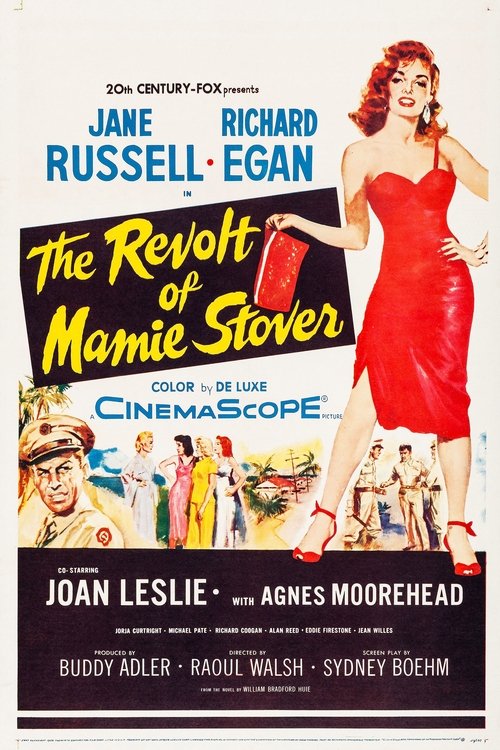 20TH CENTURY-FOX presents
JANE RICHARD
RUSSELL · EGAN
IN
The Revolt
of
Mamie Stover
COLOR by DE LUXE
A CINEMASCOPE® PICTURE
CO-STARRING
JOAN LESLIE · WITH AGNES MOOREHEAD
JORJA CURTRIGHT · MICHAEL PATE · RICHARD COOGAN · ALAN REED · EDDIE FIRESTONE · JEAN WILLES
PRODUCED BY DIRECTED BY SCREEN PLAY BY
BUDDY ADLER · RAOUL WALSH · SYDNEY BOEHM
FROM THE NOVEL BY WILLIAM BRADFORD HUIE